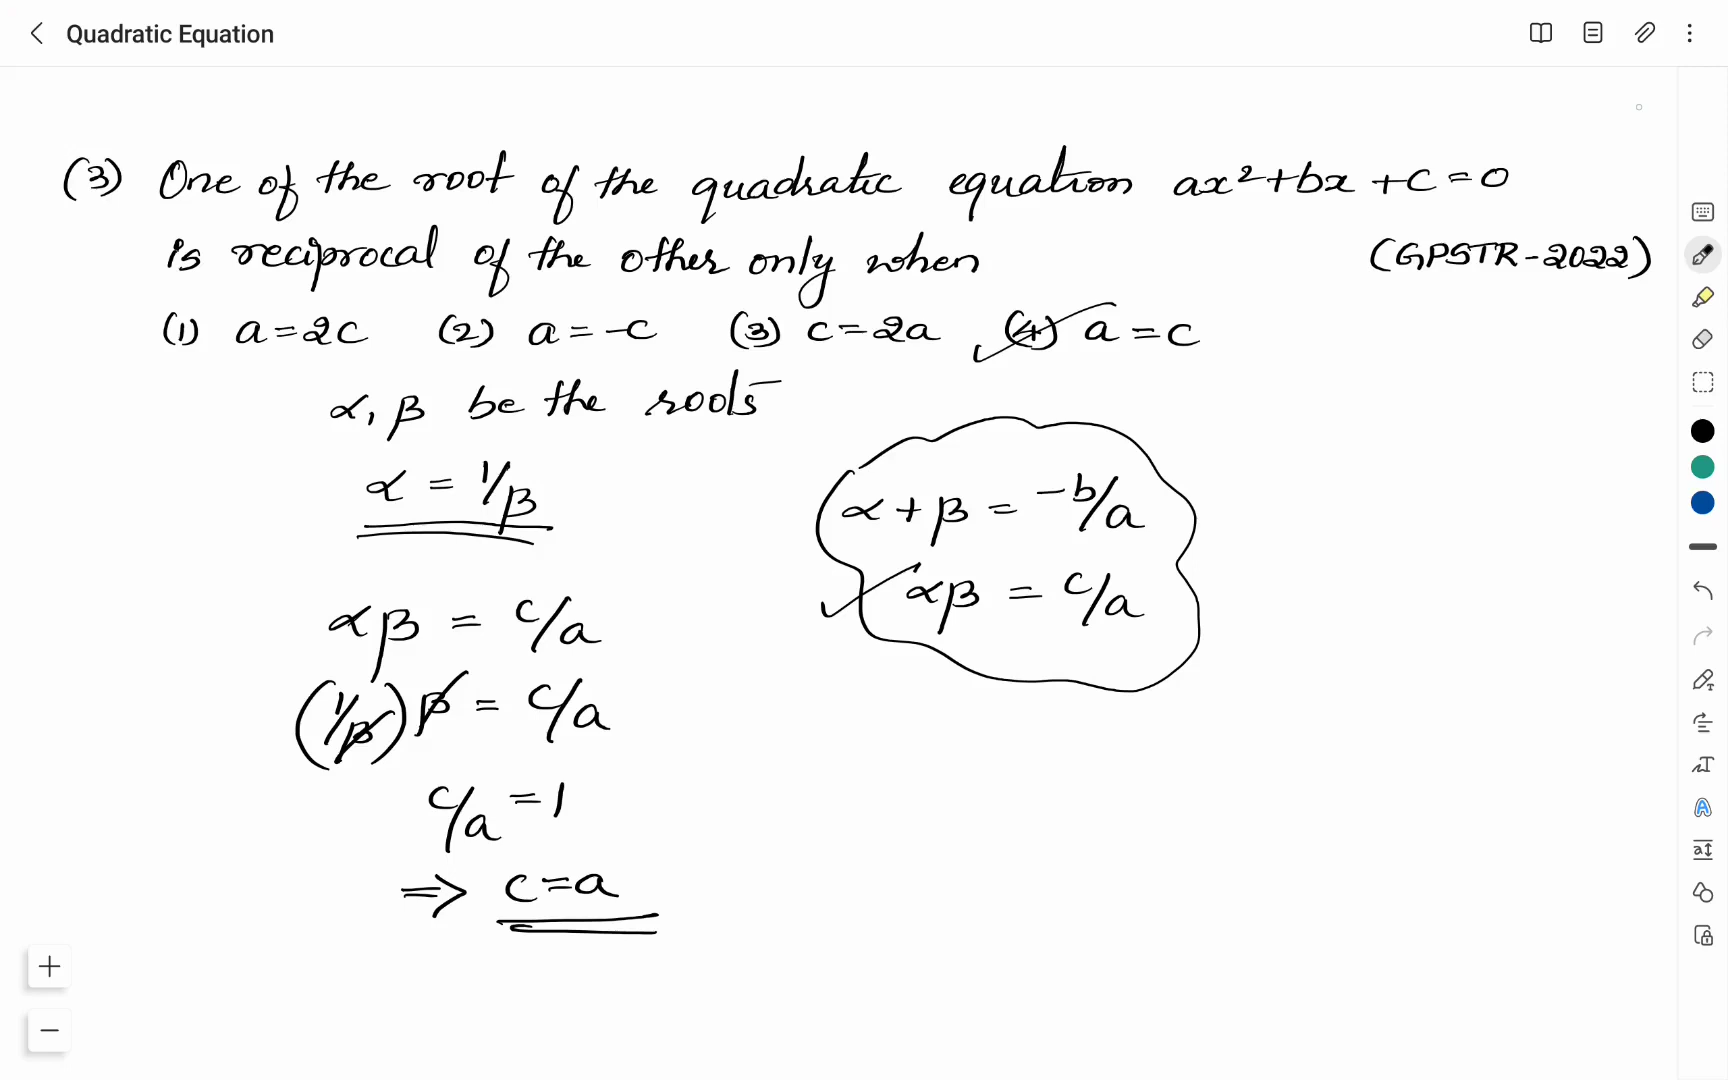 Quadratic Equation
(3) One of the root of the quadratic equation ax²+bx+c=0
is reciprocal of the other only when (GPSTR-2022)
(1) a=2c (2) a=-c (3) c=2a (4) a=c
α, β be the roots
α = 1/β
α+β = -b/a
αβ = c/a
αβ = c/a
(1/β)β = c/a
c/a = 1
⇒ c=a